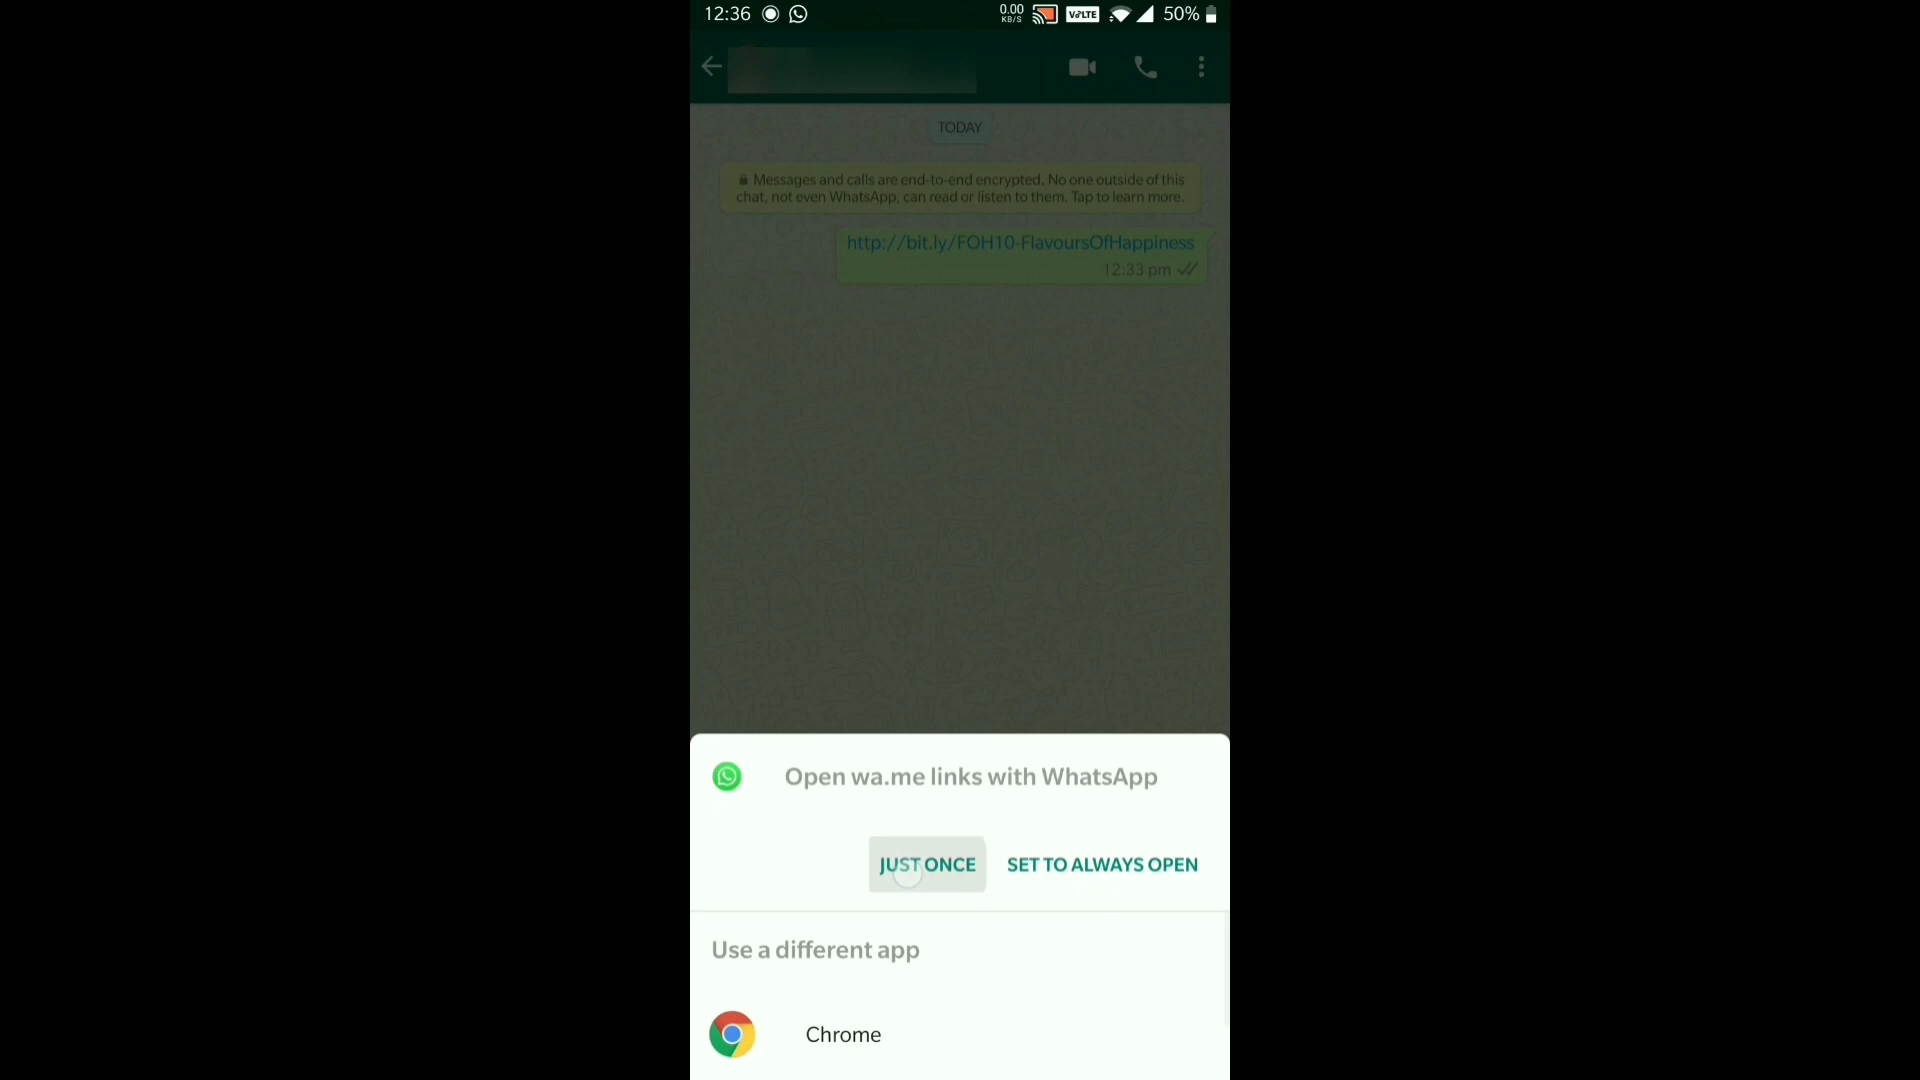 12:36 0.00 KB/S VoLTE 50%
TODAY
Messages and calls are end-to-end encrypted. No one outside of this
chat, not even WhatsApp, can read or listen to them. Tap to learn more.
http://bit.ly/FOH10-FlavoursOfHappiness
12:33 pm
Open wa.me links with WhatsApp
JUST ONCE SET TO ALWAYS OPEN
Use a different app
Chrome